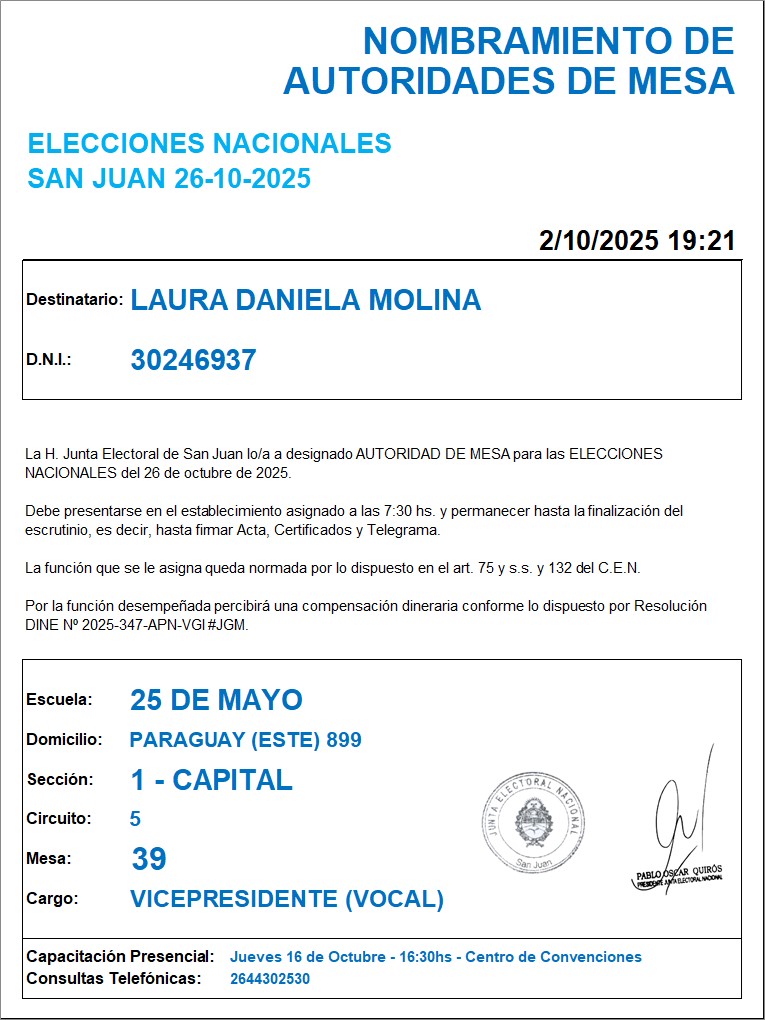 NOMBRAMIENTO DE
AUTORIDADES DE MESA
ELECCIONES NACIONALES
SAN JUAN 26-10-2025
2/10/2025 19:21
Destinatario: LAURA DANIELA MOLINA
D.N.I.: 30246937
La H. Junta Electoral de San Juan lo/a a designado AUTORIDAD DE MESA para las ELECCIONES
NACIONALES del 26 de octubre de 2025.
Debe presentarse en el establecimiento asignado a las 7:30 hs. y permanecer hasta la finalización del
escrutinio, es decir, hasta firmar Acta, Certificados y Telegrama.
La función que se le asigna queda normada por lo dispuesto en el art. 75 y s.s. y 132 del C.E.N.
Por la función desempeñada percibirá una compensación dineraria conforme lo dispuesto por Resolución
DINE Nº 2025-347-APN-VGI#JGM.
Escuela: 25 DE MAYO
Domicilio: PARAGUAY (ESTE) 899
Sección: 1 - CAPITAL
Circuito: 5
Mesa: 39
Cargo: VICEPRESIDENTE (VOCAL)
JUNTA ELECTORAL NACIONAL
San Juan
PABLO OSCAR QUIRÓS
PRESIDENTE JUNTA ELECTORAL NACIONAL
Capacitación Presencial: Jueves 16 de Octubre - 16:30hs - Centro de Convenciones
Consultas Telefónicas: 2644302530